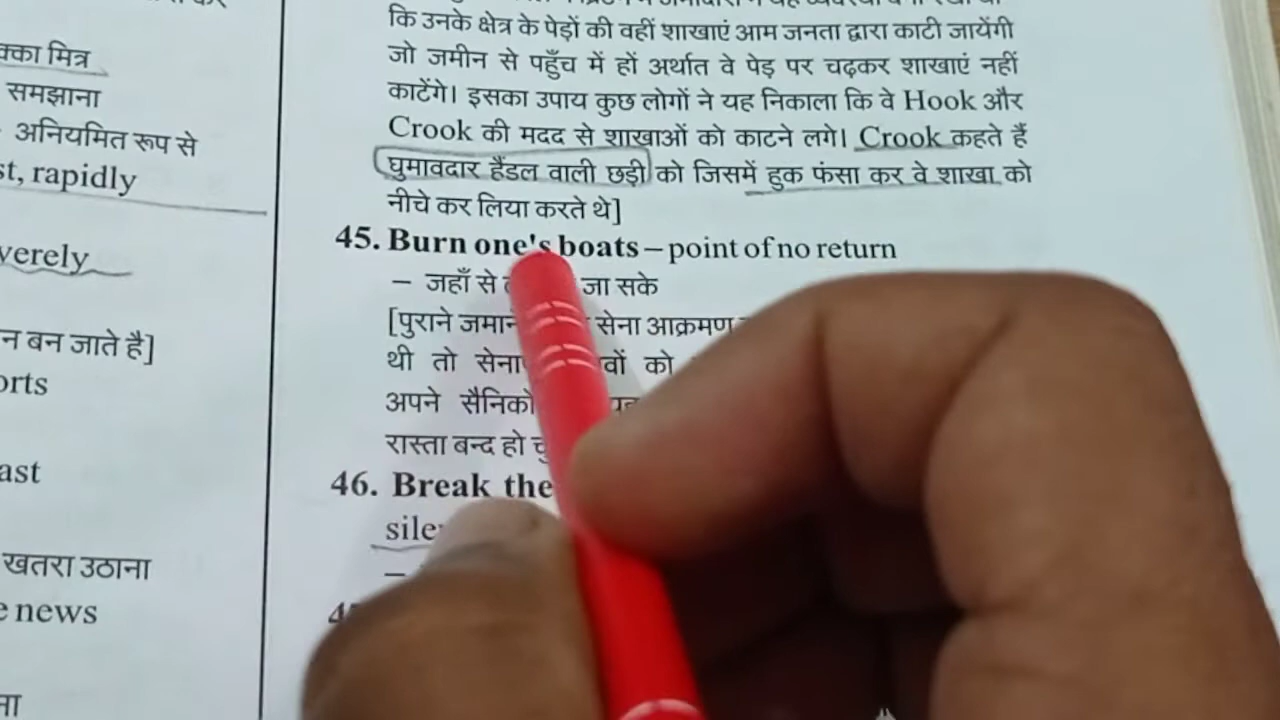 क्का मित्र
समझाना
अनियमित रूप से
st, rapidly
verely
न बन जाते है]
orts
ast
खतरा उठाना
e news
ना
कि उनके क्षेत्र के पेड़ों की वहीं शाखाएं आम जनता द्वारा काटी जायेंगी
जो जमीन से पहुँच में हों अर्थात वे पेड़ पर चढ़कर शाखाएं नहीं
काटेंगे। इसका उपाय कुछ लोगों ने यह निकाला कि वे Hook और
Crook की मदद से शाखाओं को काटने लगे। Crook कहते हैं
घुमावदार हैंडल वाली छड़ी को जिसमें हुक फंसा कर वे शाखा को
नीचे कर लिया करते थे]
45. Burn one's boats – point of no return
– जहाँ से जा सके
[पुराने सेना आक्रमण
थी तो को
अपने
रास्ता बन्द हो
46. Break the